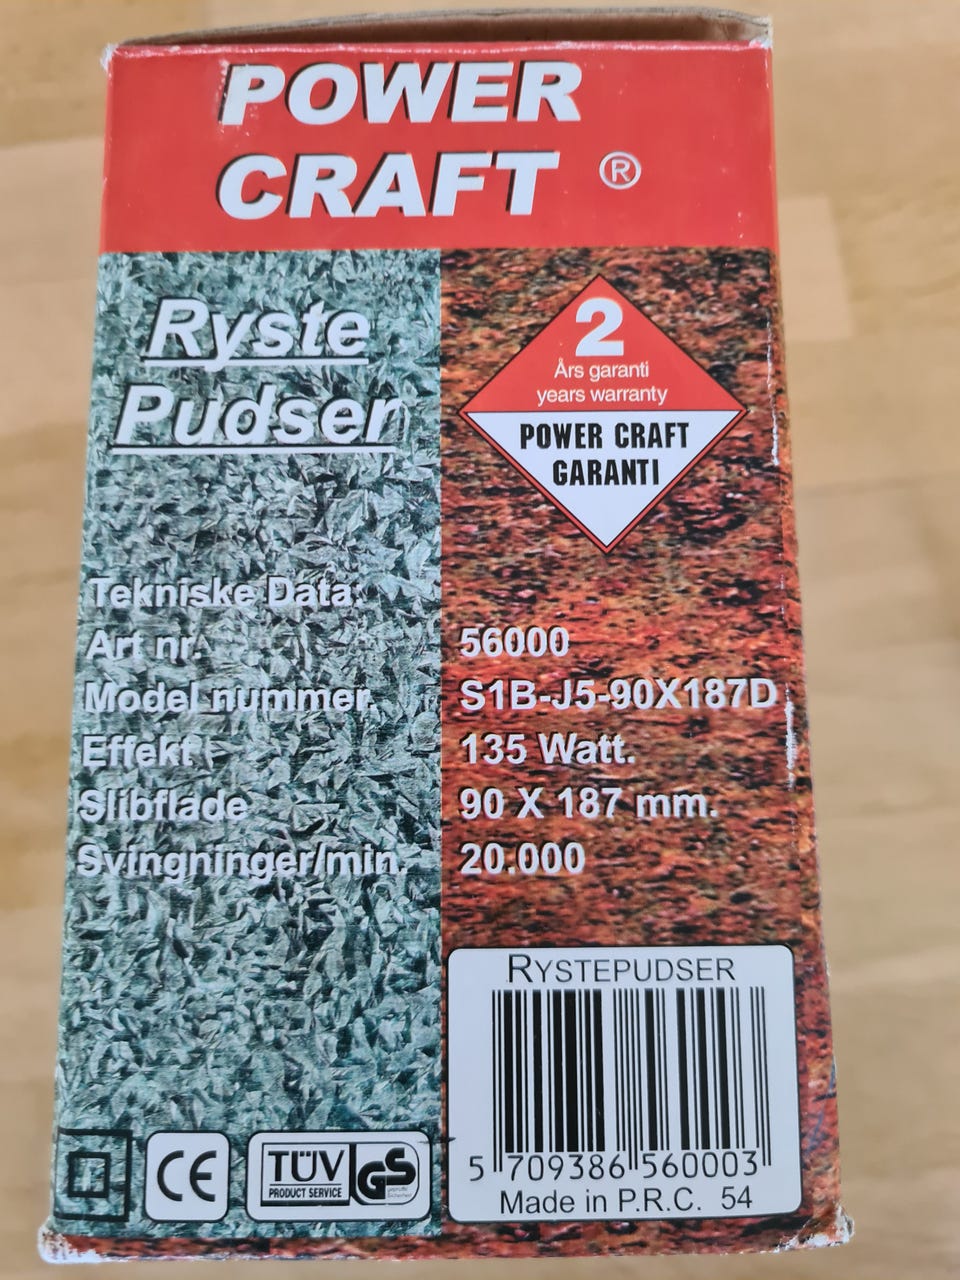 POWER
CRAFT ®
Ryste
Pudser
2
Års garanti
years warranty
POWER CRAFT
GARANTI
Tekniske Data:
Art nr. 56000
Model nummer. S1B-J5-90X187D
Effekt 135 Watt.
Slibflade 90 X 187 mm.
Svingninger/min. 20.000
RYSTEPUDSER
5 709386 560003
Made in P.R.C. 54
CE
TÜV
PRODUCT SERVICE
GS
geprüfte
Sicherheit